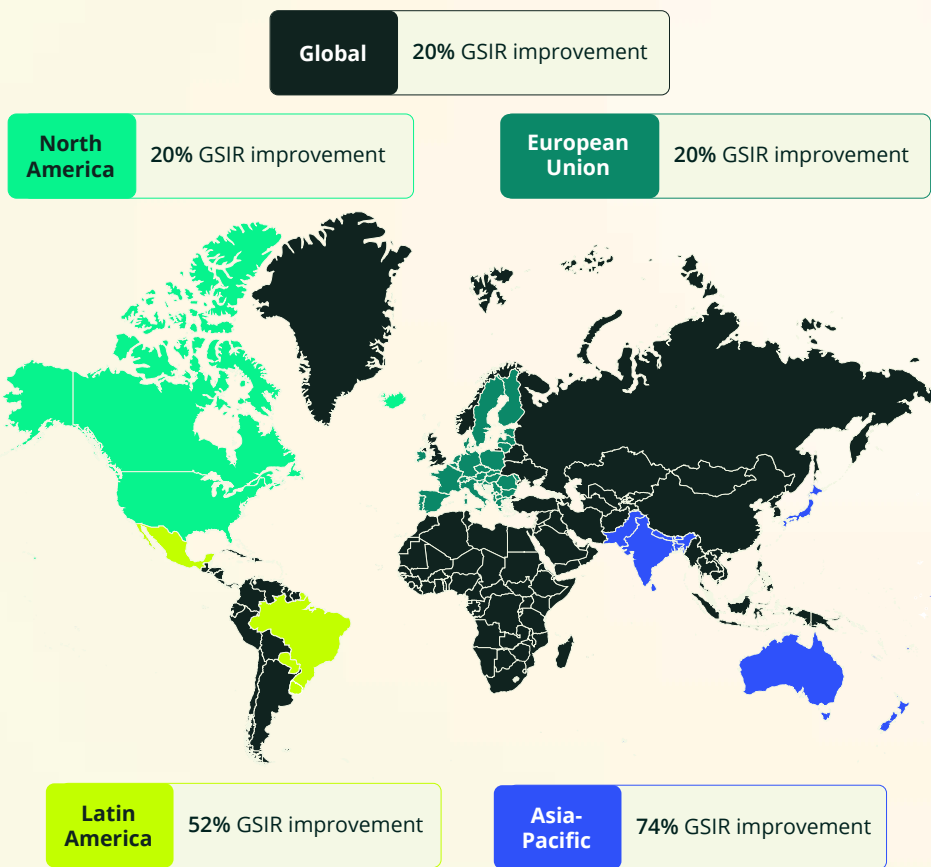 Global
20% GSIR improvement
North
America
20% GSIR improvement
European
Union
20% GSIR improvement
Latin
America
52% GSIR improvement
Asia-
Pacific
74% GSIR improvement